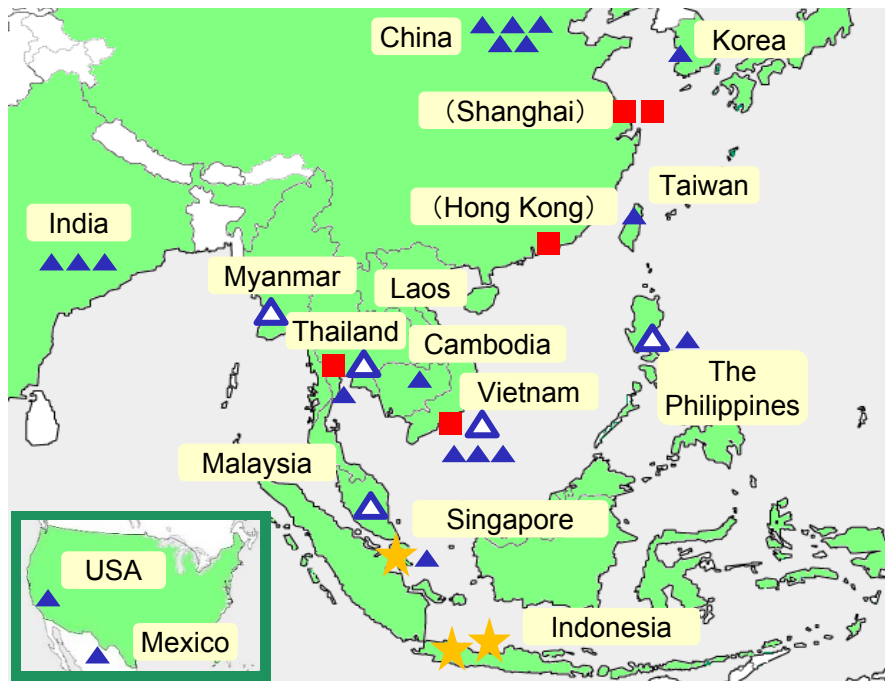 China
Korea
（Shanghai）
Taiwan
（Hong Kong）
India
Myanmar
Laos
Thailand
Cambodia
The
Philippines
Vietnam
Malaysia
Singapore
USA
Indonesia
Mexico